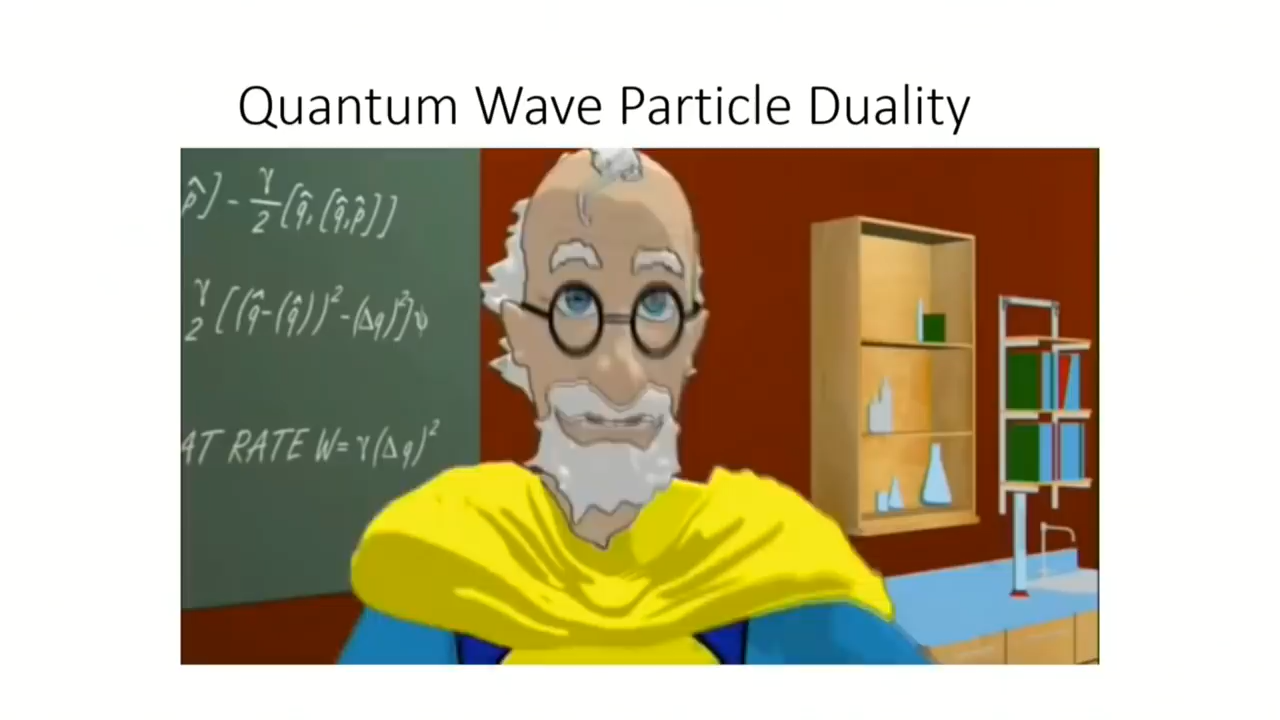 Quantum Wave Particle Duality
p̂] - γ/2 [q̂, [q̂, p̂]]
γ/2 [(q̂-⟨q̂⟩)² - (Δq)²]ψ
AT RATE W = γ(Δq)²